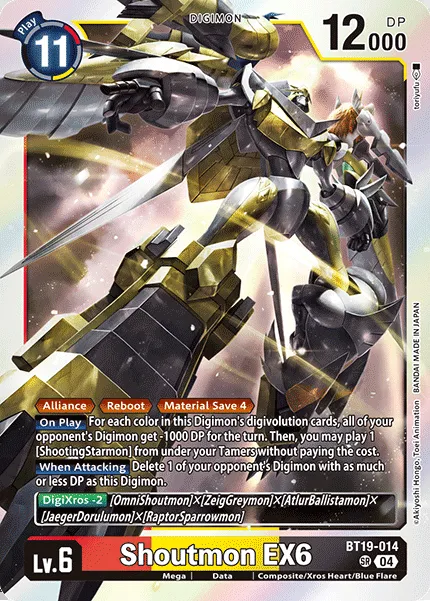 Play
11
DIGIMON
12000
DP
toriyufu
©Akiyoshi Hongo, Toei Animation BANDAI MADE IN JAPAN
Alliance Reboot Material Save 4
On Play For each color in this Digimon's digivolution cards, all of your
opponent's Digimon get -1000 DP for the turn. Then, you may play 1
[ShootingStarmon] from under your Tamers without paying the cost.
When Attacking Delete 1 of your opponent's Digimon with as much
or less DP as this Digimon.
DigiXros -2 [OmniShoutmon]×[ZeigGreymon]×[AtlurBallistamon]×
[JaegerDorulumon]×[RaptorSparrowmon]
Lv.6
Shoutmon EX6
BT19-014
SR 04
Mega | Data | Composite/Xros Heart/Blue Flare